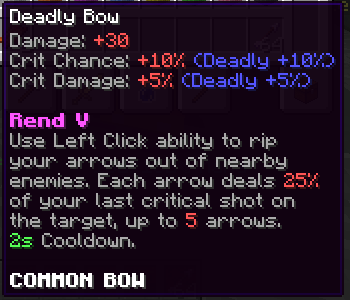 Deadly Bow
Damage: +30
Crit Chance: +10% (Deadly +10%)
Crit Damage: +5% (Deadly +5%)
Rend V
Use Left Click ability to rip
your arrows out of nearby
enemies. Each arrow deals 25%
of your last critical shot on
the target, up to 5 arrows.
2s Cooldown.
COMMON BOW